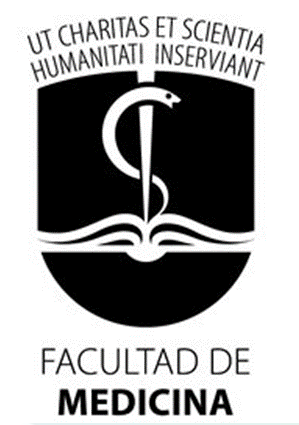 UT CHARITAS ET SCIENTIA
HUMANITATI INSERVIANT
FACULTAD DE
MEDICINA